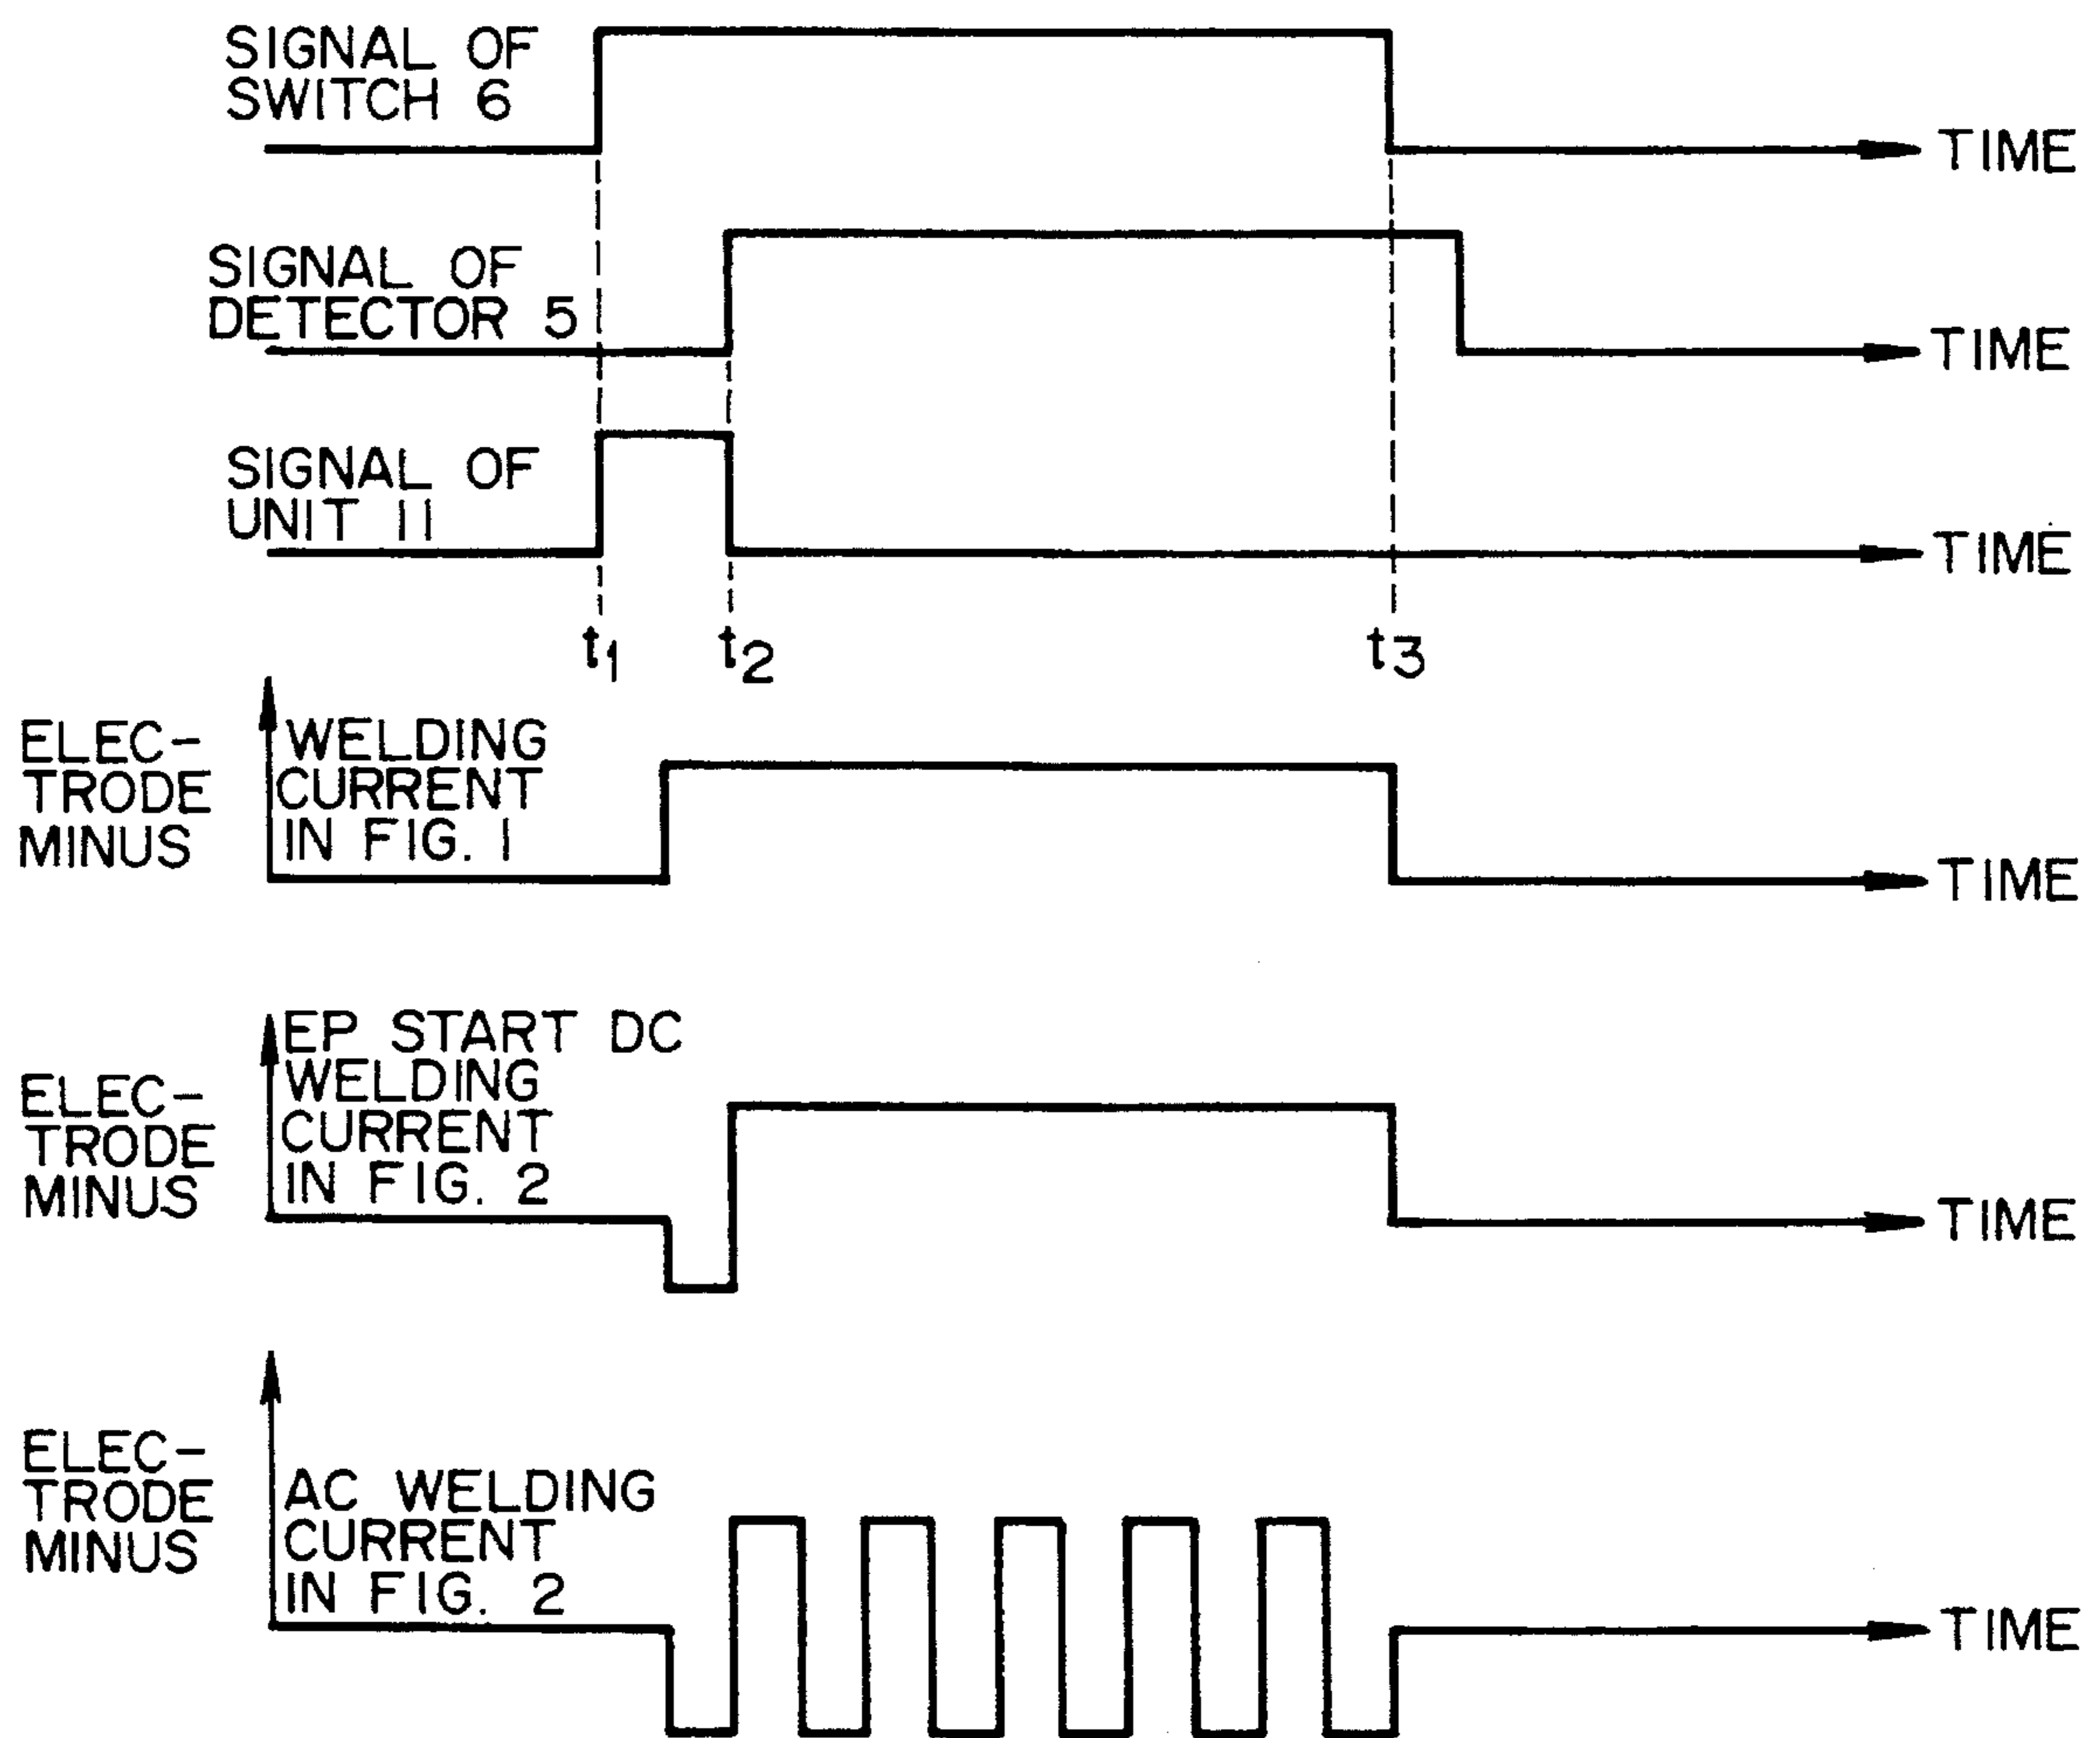 SIGNAL OF
SWITCH 6
TIME
SIGNAL OF
DETECTOR 5
TIME
SIGNAL OF
UNIT 11
TIME
t1
t2
t3
ELEC-
TRODE
MINUS
WELDING
CURRENT
IN FIG. 1
TIME
ELEC-
TRODE
MINUS
EP START DC
WELDING
CURRENT
IN FIG. 2
TIME
ELEC-
TRODE
MINUS
AC WELDING
CURRENT
IN FIG. 2
TIME